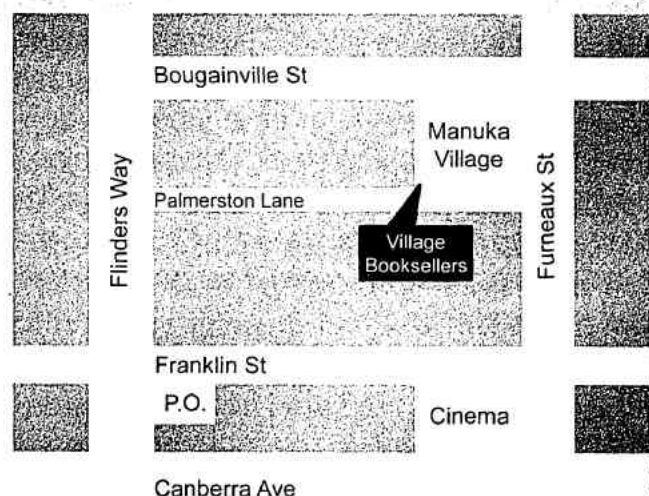 Bougainville St
Manuka
Village
Palmerston Lane
Flinders Way
Furneaux St
Village
Booksellers
Franklin St
P.O.
Cinema
Canberra Ave